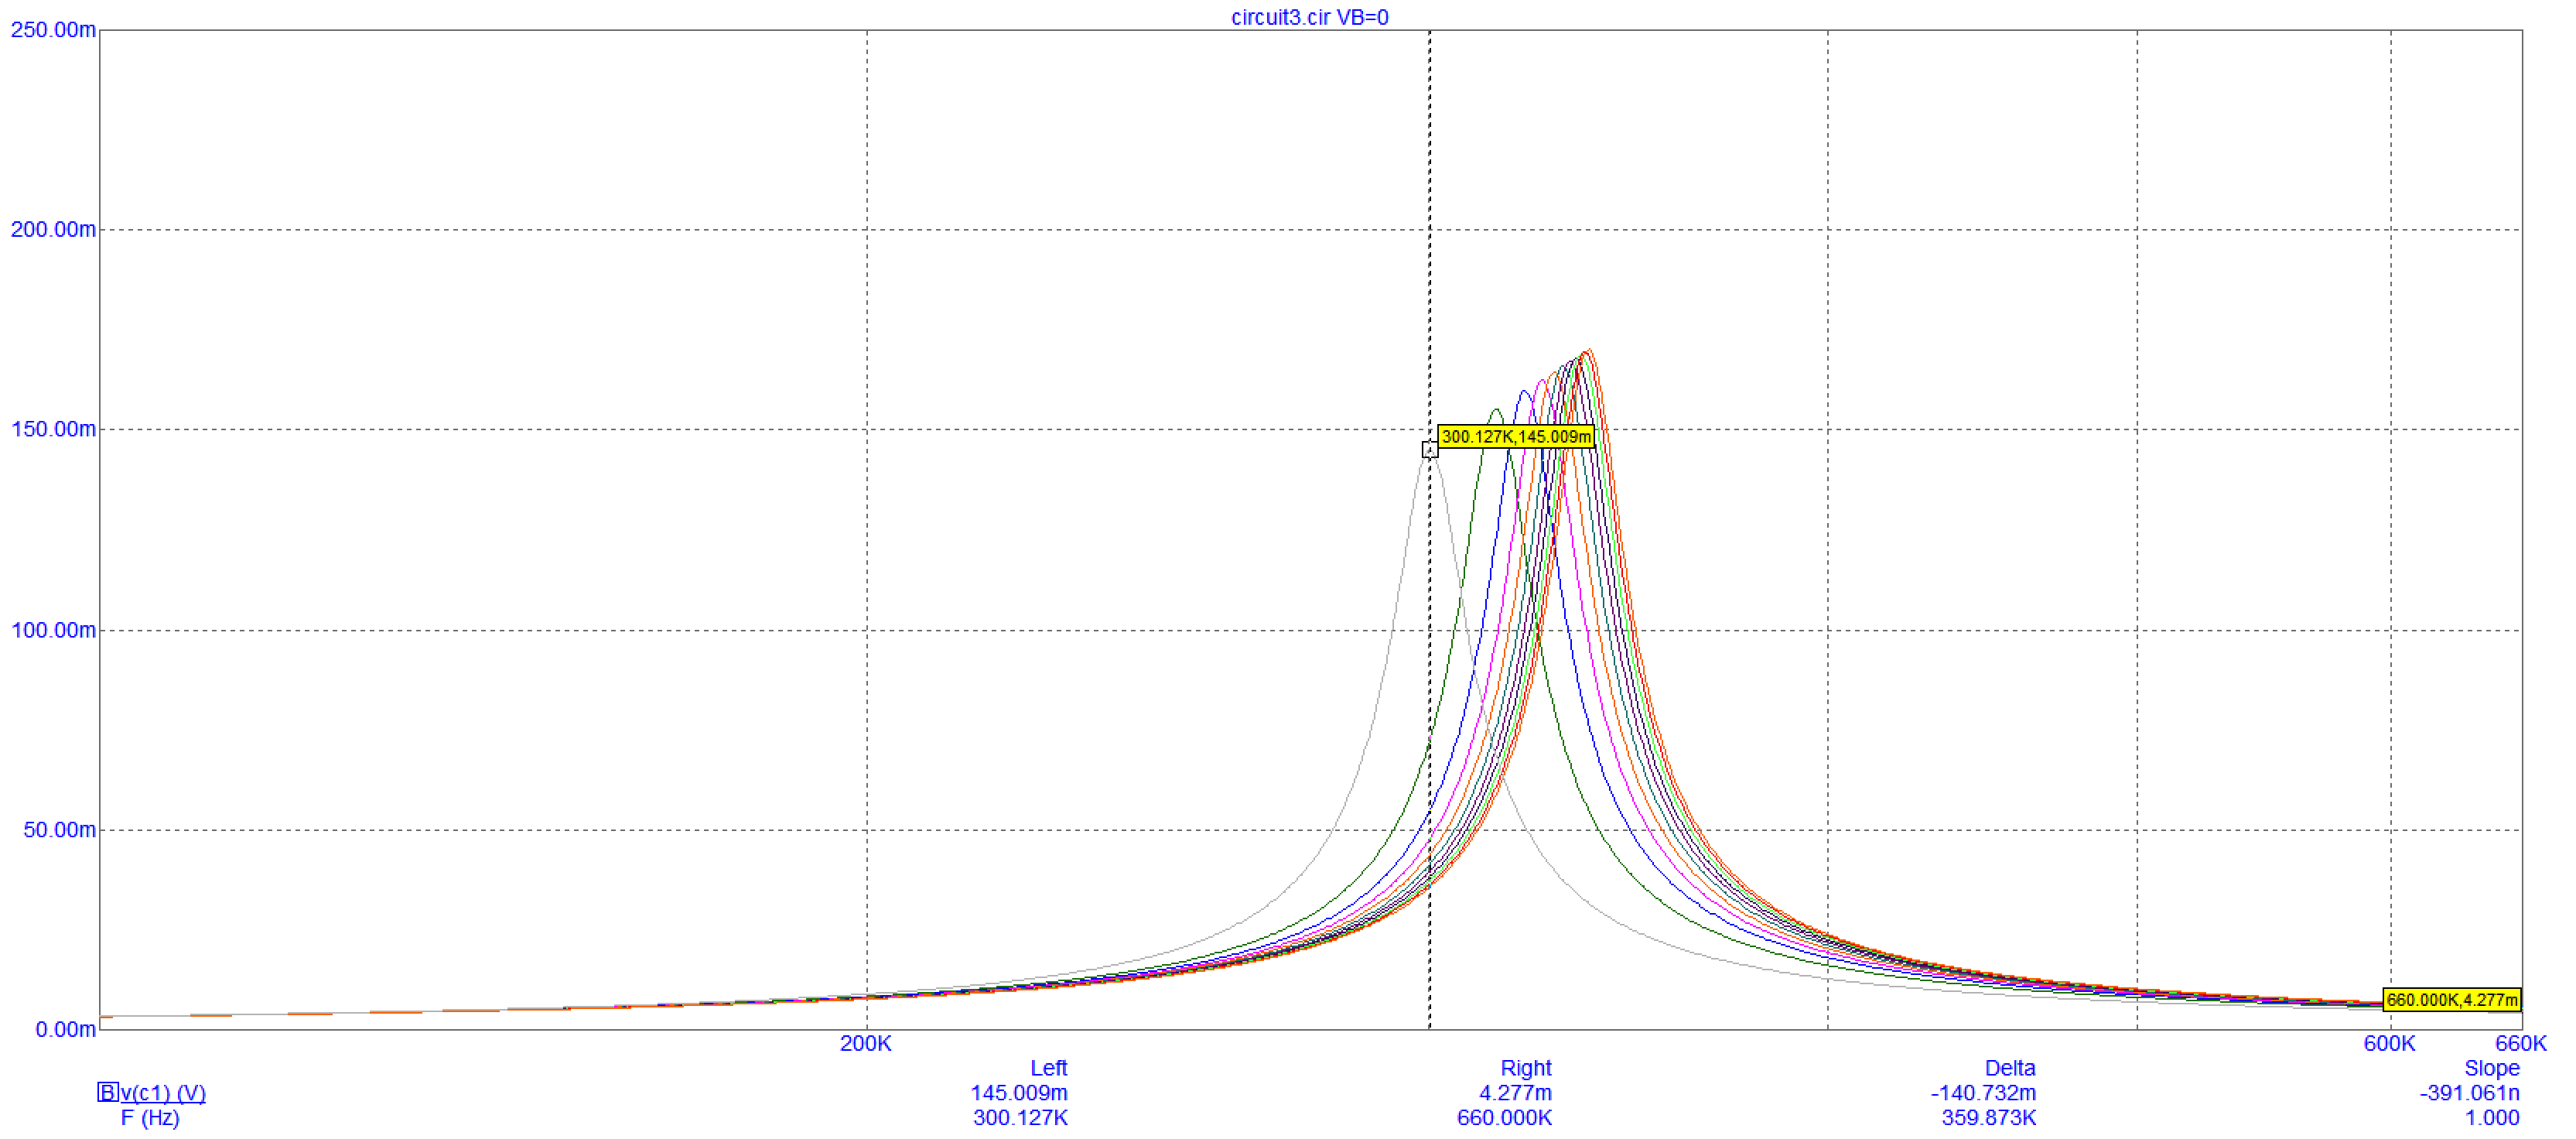 circuit3.cir VB=0
250.00m
200.00m
150.00m
300.127K,145.009m
100.00m
50.00m
660.000K,4.277m
0.00m
200K 600K 660K
Left Right Delta Slope
B v(c1) (V) 145.009m 4.277m -140.732m -391.061n
F (Hz) 300.127K 660.000K 359.873K 1.000